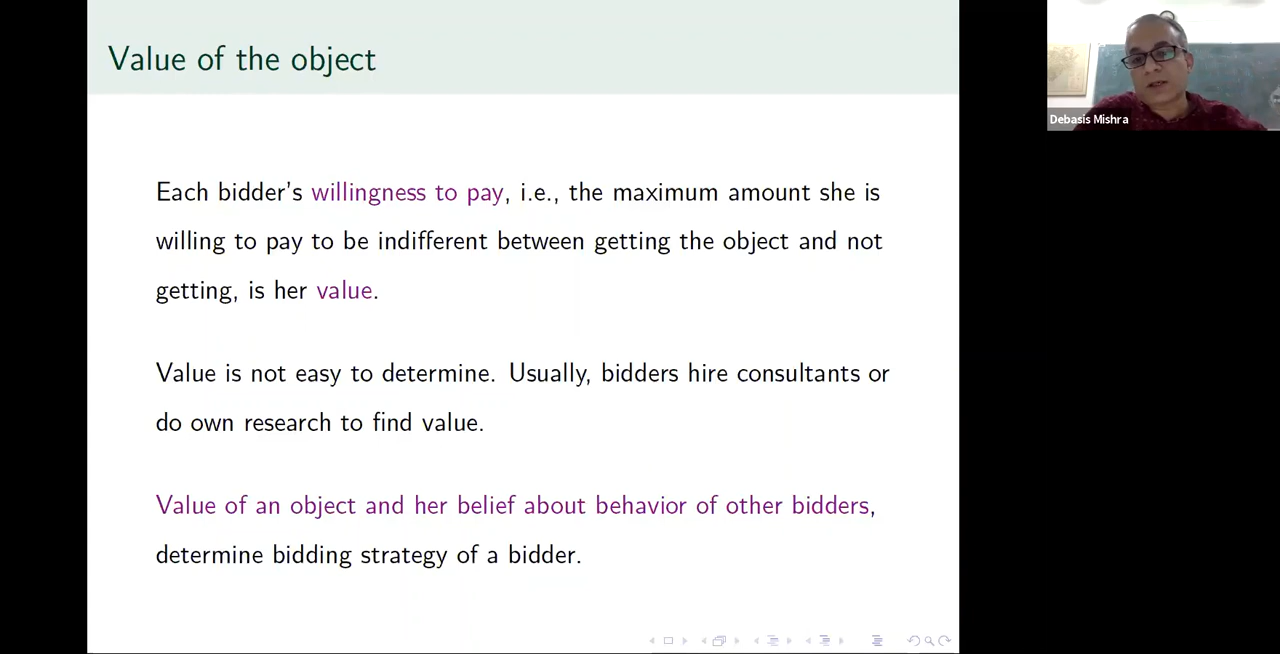 Value of the object
Debasis Mishra
Each bidder's willingness to pay, i.e., the maximum amount she is
willing to pay to be indifferent between getting the object and not
getting, is her value.
Value is not easy to determine. Usually, bidders hire consultants or
do own research to find value.
Value of an object and her belief about behavior of other bidders,
determine bidding strategy of a bidder.